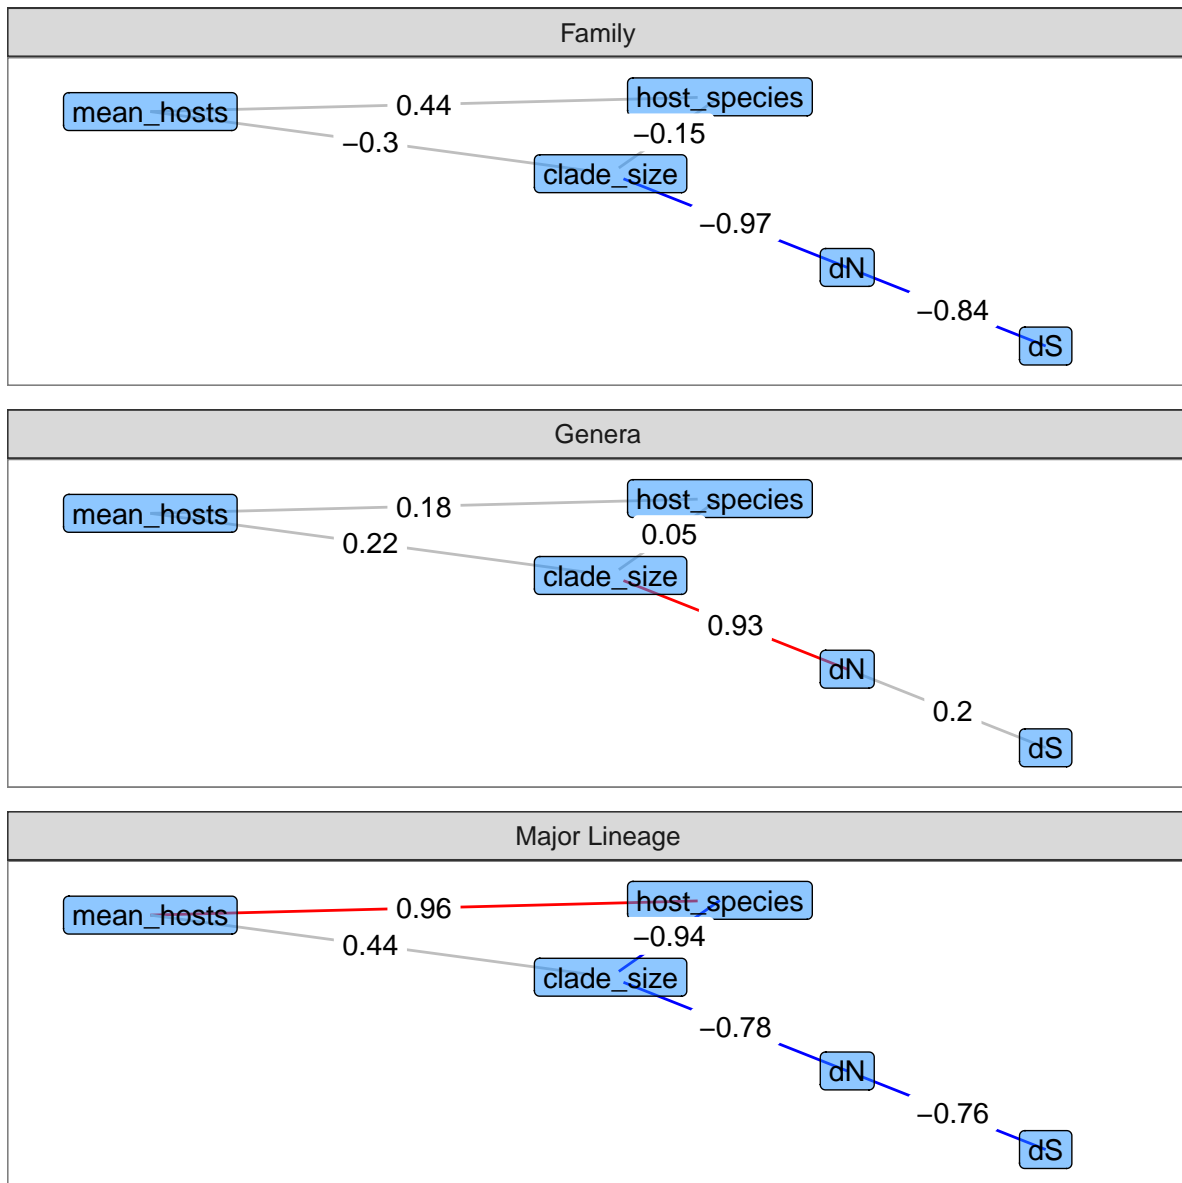 Family
mean_hosts
0.44
host_species
−0.3
−0.15
clade_size
−0.97
dN
−0.84
dS
Genera
mean_hosts
0.18
host_species
0.22
0.05
clade_size
0.93
dN
0.2
dS
Major Lineage
mean_hosts
0.96
host_species
0.44
−0.94
clade_size
−0.78
dN
−0.76
dS